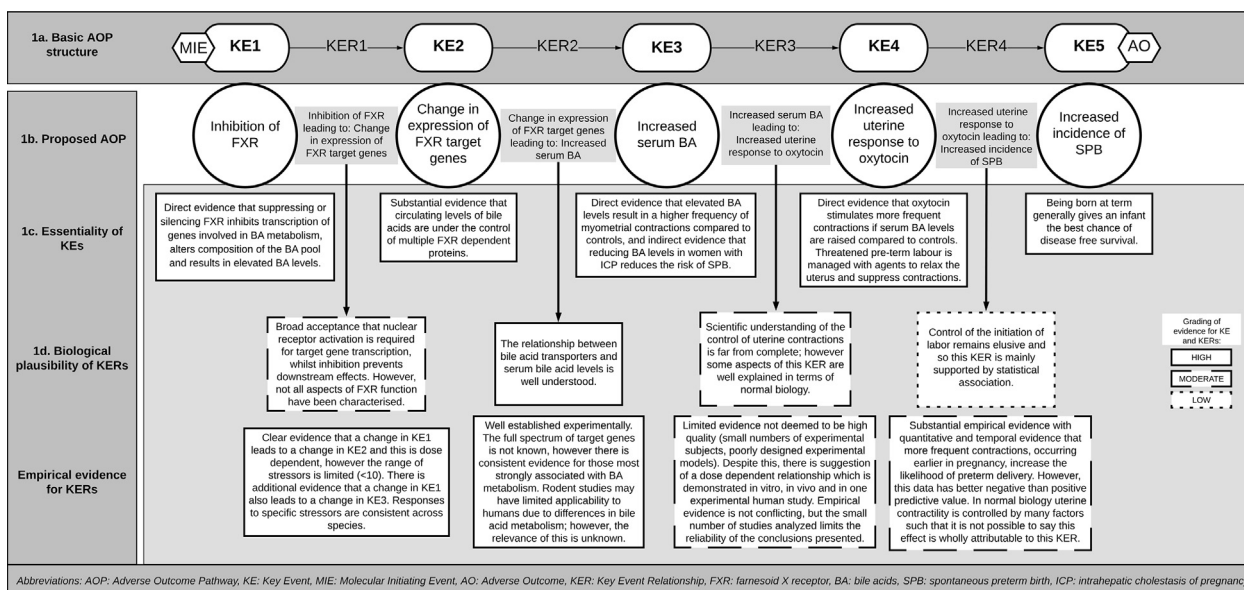 1a. Basic AOP
structure
MIE
KE1
KER1
KE2
KER2
KE3
KER3
KE4
KER4
KE5
AO
1b. Proposed AOP
Inhibition of
FXR
Inhibition of FXR
leading to: Change
in expression of
FXR target genes
Change in
expression of
FXR target
genes
Change in expression
of FXR target genes
leading to: Increased
serum BA
Increased
serum BA
Increased serum BA
leading to:
Increased uterine
response to oxytocin
Increased
uterine
response to
oxytocin
Increased uterine
response to
oxytocin leading to:
Increased incidence
of SPB
Increased
incidence of
SPB
1c. Essentiality of
KEs
Direct evidence that suppressing or
silencing FXR inhibits transcription of
genes involved in BA metabolism,
alters composition of the BA pool
and results in elevated BA levels.
Substantial evidence that
circulating levels of bile
acids are under the control
of multiple FXR dependent
proteins.
Direct evidence that elevated BA
levels result in a higher frequency of
myometrial contractions compared to
controls, and indirect evidence that
reducing BA levels in women with
ICP reduces the risk of SPB.
Direct evidence that oxytocin
stimulates more frequent
contractions if serum BA levels
are raised compared to controls.
Threatened pre-term labour is
managed with agents to relax the
uterus and suppress contractions.
Being born at term
generally gives an infant
the best chance of
disease free survival.
1d. Biological
plausibility of KERs
Broad acceptance that nuclear
receptor activation is required
for target gene transcription,
whilst inhibition prevents
downstream effects. However,
not all aspects of FXR function
have been characterised.
The relationship between
bile acid transporters and
serum bile acid levels is
well understood.
Scientific understanding of the
control of uterine contractions
is far from complete; however
some aspects of this KER are
well explained in terms of
normal biology.
Control of the initiation of
labor remains elusive and
so this KER is mainly
supported by statistical
association.
Grading of
evidence for KE
and KERs:
HIGH
MODERATE
LOW
Empirical evidence
for KERs
Clear evidence that a change in KE1
leads to a change in KE2 and this is dose
dependent, however the range of
stressors is limited (<10). There is
additional evidence that a change in KE1
also leads to a change in KE3. Responses
to specific stressors are consistent across
species.
Well established experimentally.
The full spectrum of target genes
is not known, however there is
consistent evidence for those most
strongly associated with BA
metabolism. Rodent studies may
have limited applicability to
humans due to differences in bile
acid metabolism; however, the
relevance of this is unknown.
Limited evidence not deemed to be high
quality (small numbers of experimental
subjects, poorly designed experimental
models). Despite this, there is suggestion
of a dose dependent relationship which is
demonstrated in vitro, in vivo and in one
experimental human study. Empirical
evidence is not conflicting, but the small
number of studies analyzed limits the
reliability of the conclusions presented.
Substantial empirical evidence with
quantitative and temporal evidence that
more frequent contractions, occurring
earlier in pregnancy, increase the
likelihood of preterm delivery. However,
this data has better negative than positive
predictive value. In normal biology uterine
contractility is controlled by many factors
such that it is not possible to say this
effect is wholly attributable to this KER.
Abbreviations: AOP: Adverse Outcome Pathway, KE: Key Event, MIE: Molecular Initiating Event, AO: Adverse Outcome, KER: Key Event Relationship, FXR: farnesoid X receptor, BA: bile acids, SPB: spontaneous preterm birth, ICP: intrahepatic cholestasis of pregnanc